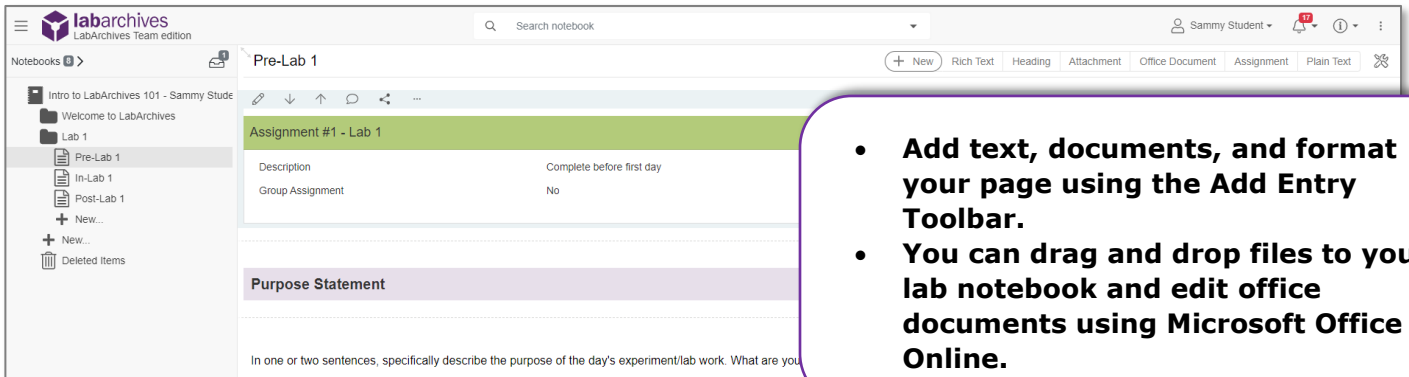 labarchives
LabArchives Team edition
Search notebook
Sammy Student
17
Notebooks 8 >
1
Pre-Lab 1
+ New
Rich Text
Heading
Attachment
Office Document
Assignment
Plain Text
Intro to LabArchives 101 - Sammy Stude
Welcome to LabArchives
Lab 1
Pre-Lab 1
In-Lab 1
Post-Lab 1
+ New...
+ New...
Deleted Items
Assignment #1 - Lab 1
Description
Complete before first day
Group Assignment
No
Purpose Statement
In one or two sentences, specifically describe the purpose of the day's experiment/lab work. What are you
• Add text, documents, and format
your page using the Add Entry
Toolbar.
• You can drag and drop files to you
lab notebook and edit office
documents using Microsoft Office
Online.